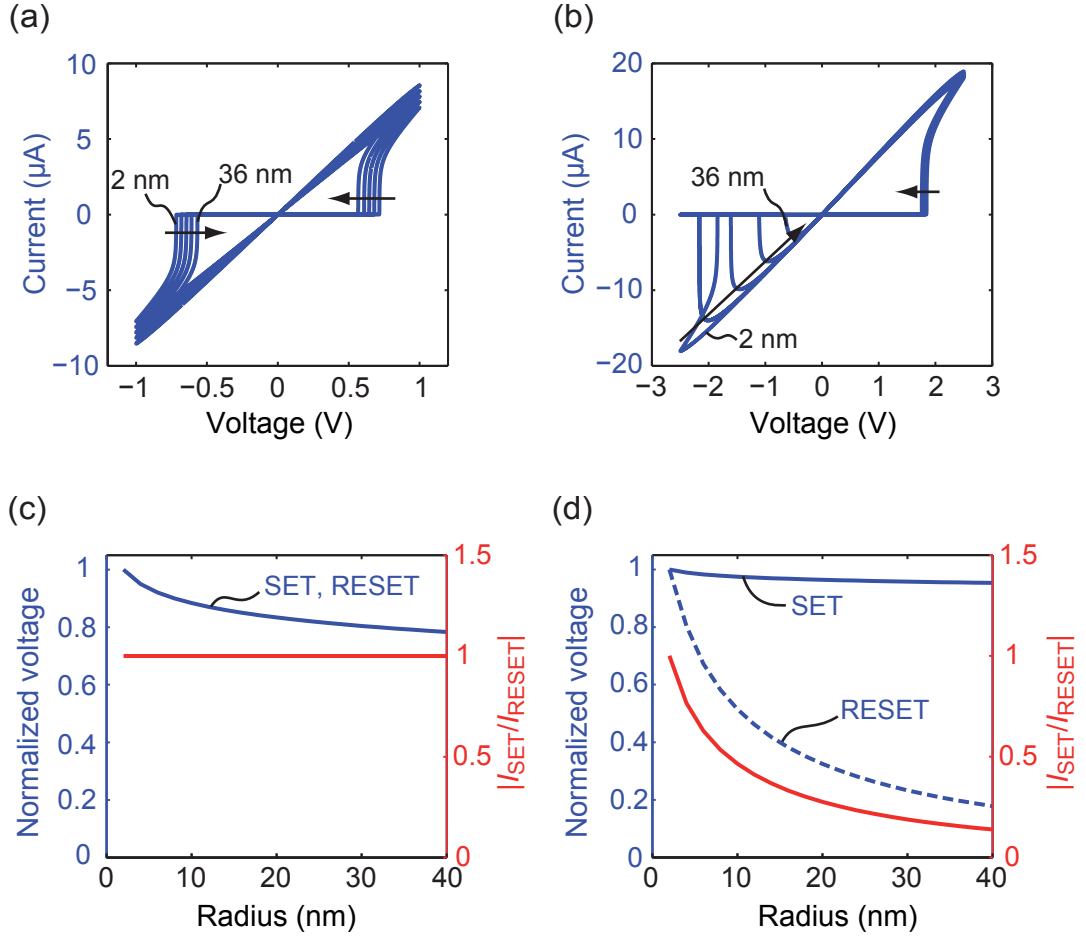 (a)
10
5
0
−5
−10
Current (µA)
2 nm
36 nm
−1
−0.5
0
0.5
1
Voltage (V)
(b)
20
10
0
−10
−20
Current (µA)
36 nm
2 nm
−3
−2
−1
0
1
2
3
Voltage (V)
(c)
1
0.8
0.6
0.4
0.2
0
Normalized voltage
SET, RESET
1.5
1
0.5
0
|I_SET/I_RESET|
0
10
20
30
40
Radius (nm)
(d)
1
0.8
0.6
0.4
0.2
0
Normalized voltage
SET
RESET
1.5
1
0.5
0
|I_SET/I_RESET|
0
10
20
30
40
Radius (nm)